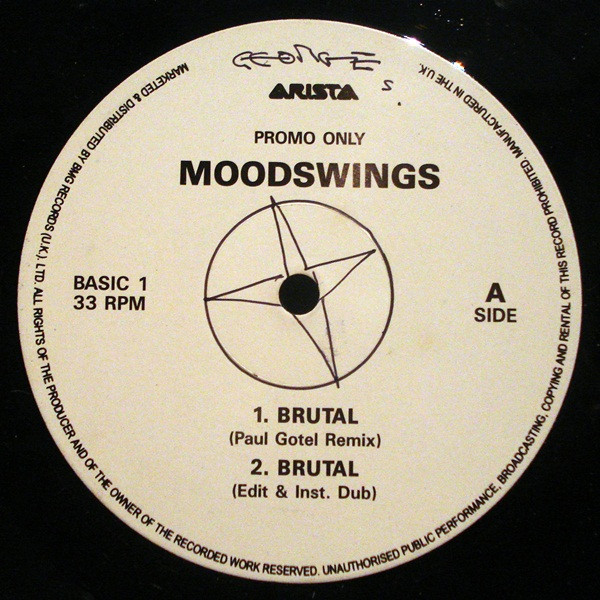 GEORGE
S.
ARISTA
PROMO ONLY
MOODSWINGS
BASIC 1
33 RPM
A
SIDE
1. BRUTAL
(Paul Gotel Remix)
2. BRUTAL
(Edit & Inst. Dub)
MARKETED & DISTRIBUTED BY BMG RECORDS (U.K.), LTD. ALL RIGHTS OF THE PRODUCER AND OF THE OWNER OF THE RECORDED WORK RESERVED. UNAUTHORISED PUBLIC PERFORMANCE, BROADCASTING, COPYING AND RENTAL OF THIS RECORD PROHIBITED. MANUFACTURED IN THE U.K.